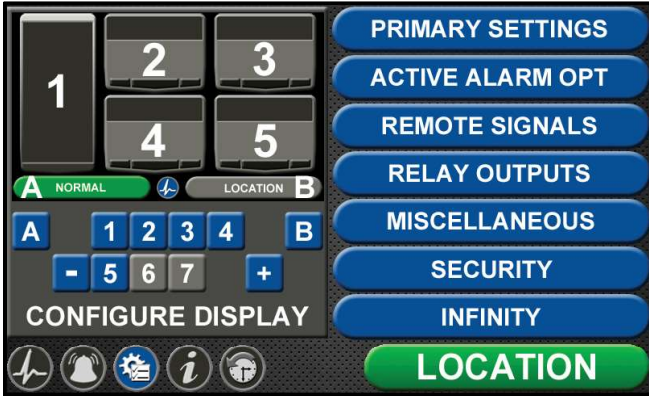 1
2
3
4
5
A NORMAL
LOCATION B
A 1 2 3 4 B
- 5 6 7 +
CONFIGURE DISPLAY
PRIMARY SETTINGS
ACTIVE ALARM OPT
REMOTE SIGNALS
RELAY OUTPUTS
MISCELLANEOUS
SECURITY
INFINITY
LOCATION
i